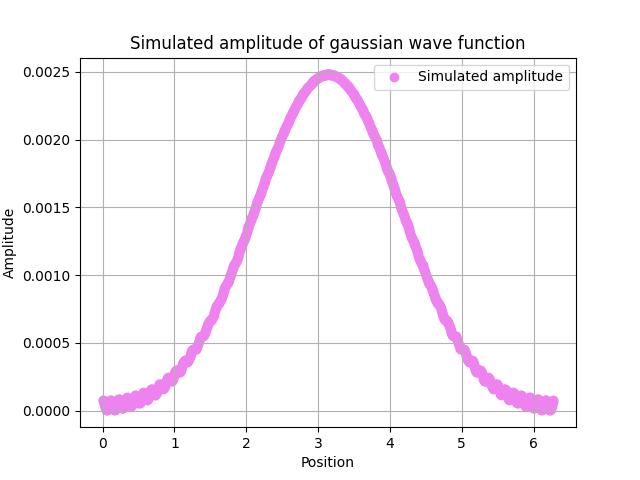 Simulated amplitude of gaussian wave function
Simulated amplitude
0.0025
0.0020
0.0015
0.0010
0.0005
0.0000
Amplitude
0 1 2 3 4 5 6
Position